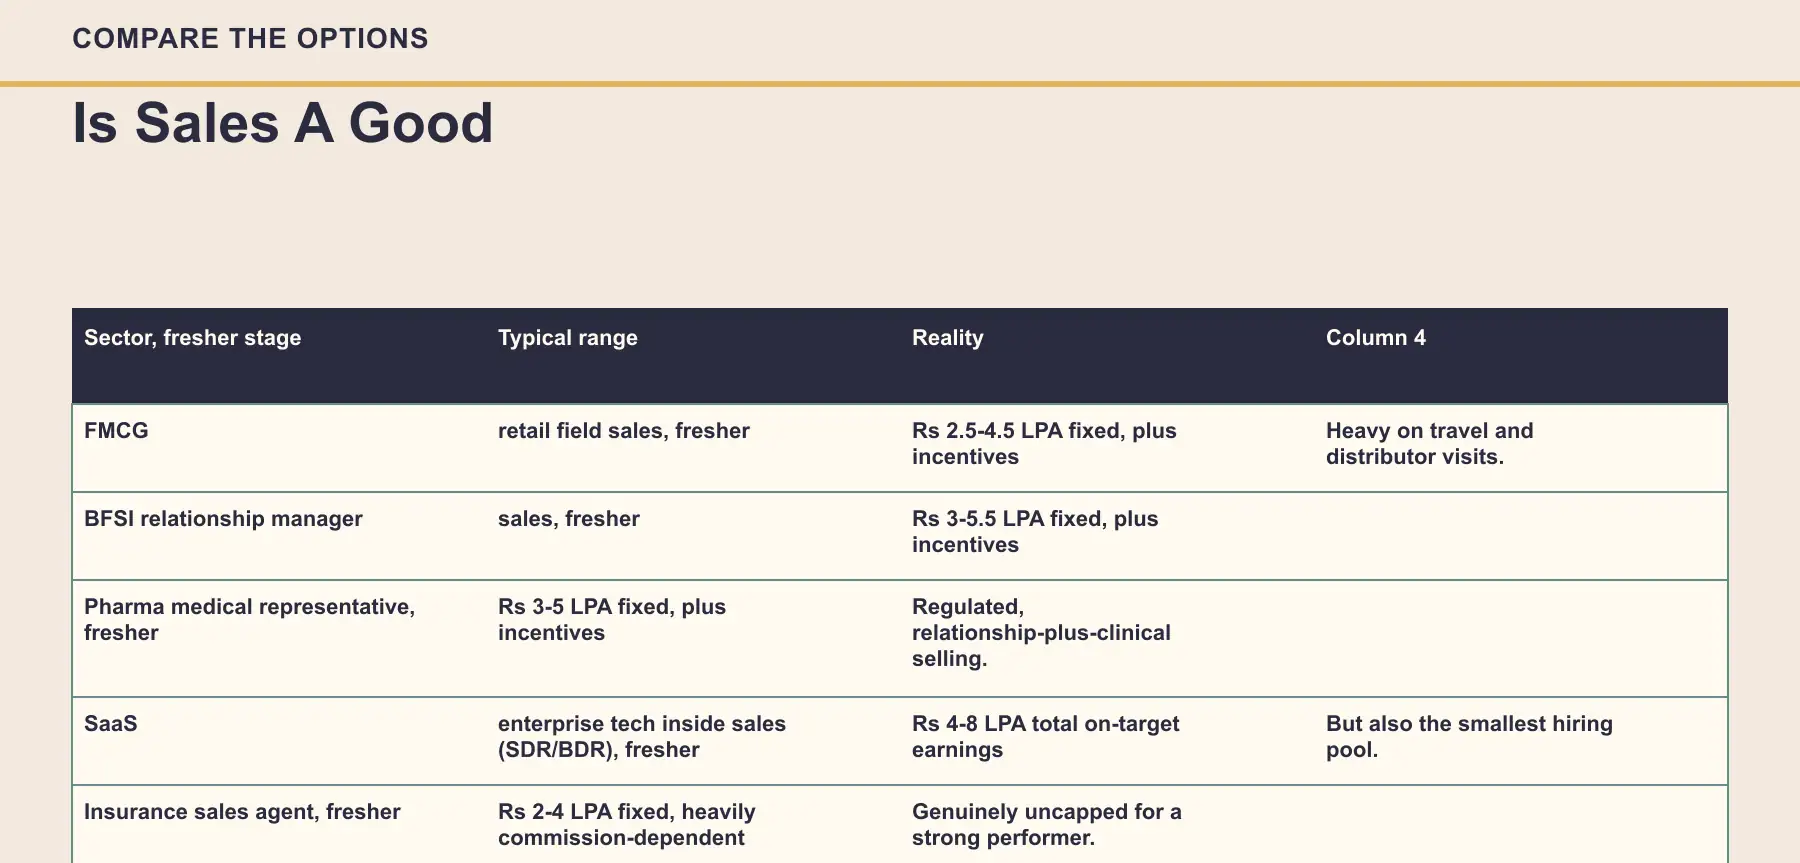 COMPARE THE OPTIONS
Is Sales A Good
Sector, fresher stage
Typical range
Reality
Column 4
FMCG
retail field sales, fresher
Rs 2.5-4.5 LPA fixed, plus
incentives
Heavy on travel and
distributor visits.
BFSI relationship manager
sales, fresher
Rs 3-5.5 LPA fixed, plus
incentives
Pharma medical representative,
fresher
Rs 3-5 LPA fixed, plus
incentives
Regulated,
relationship-plus-clinical
selling.
SaaS
enterprise tech inside sales
(SDR/BDR), fresher
Rs 4-8 LPA total on-target
earnings
But also the smallest hiring
pool.
Insurance sales agent, fresher
Rs 2-4 LPA fixed, heavily
commission-dependent
Genuinely uncapped for a
strong performer.